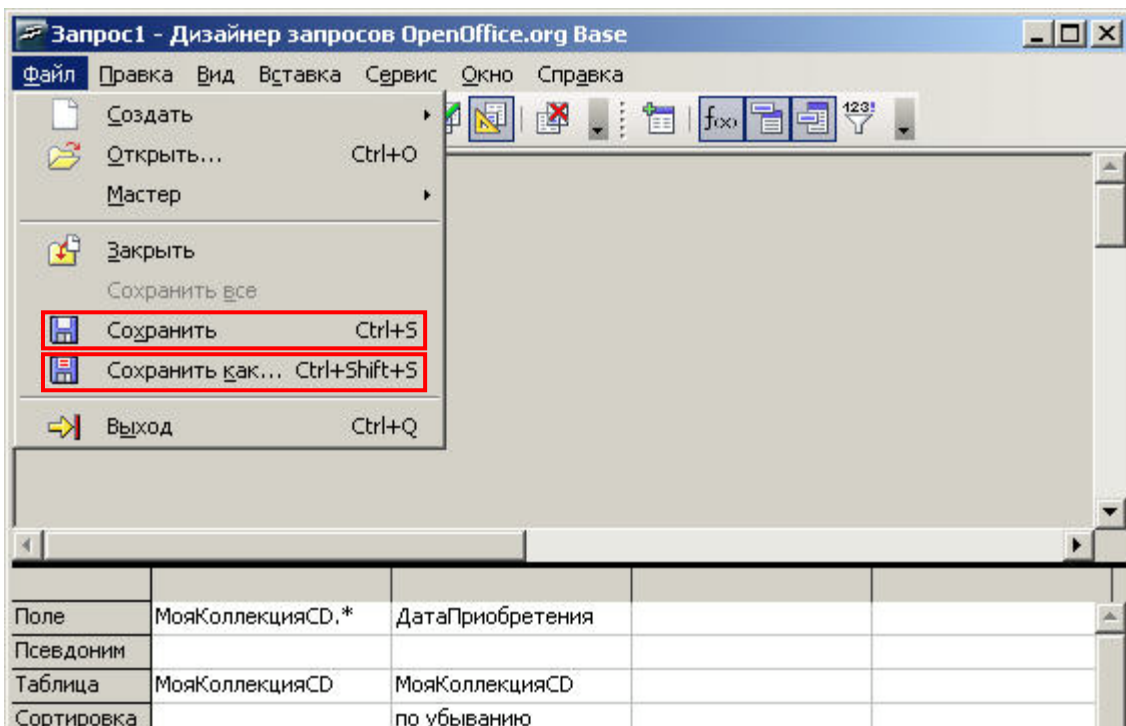 Запрос1 - Дизайнер запросов OpenOffice.org Base
Файл Правка Вид Вставка Сервис Окно Справка
Создать
f(x) 123!
Открыть... Ctrl+O
Мастер
Закрыть
Сохранить все
Сохранить Ctrl+S
Сохранить как... Ctrl+Shift+S
Выход Ctrl+Q
Поле МояКоллекцияCD.* ДатаПриобретения
Псевдоним
Таблица МояКоллекцияCD МояКоллекцияCD
Сортировка по убыванию